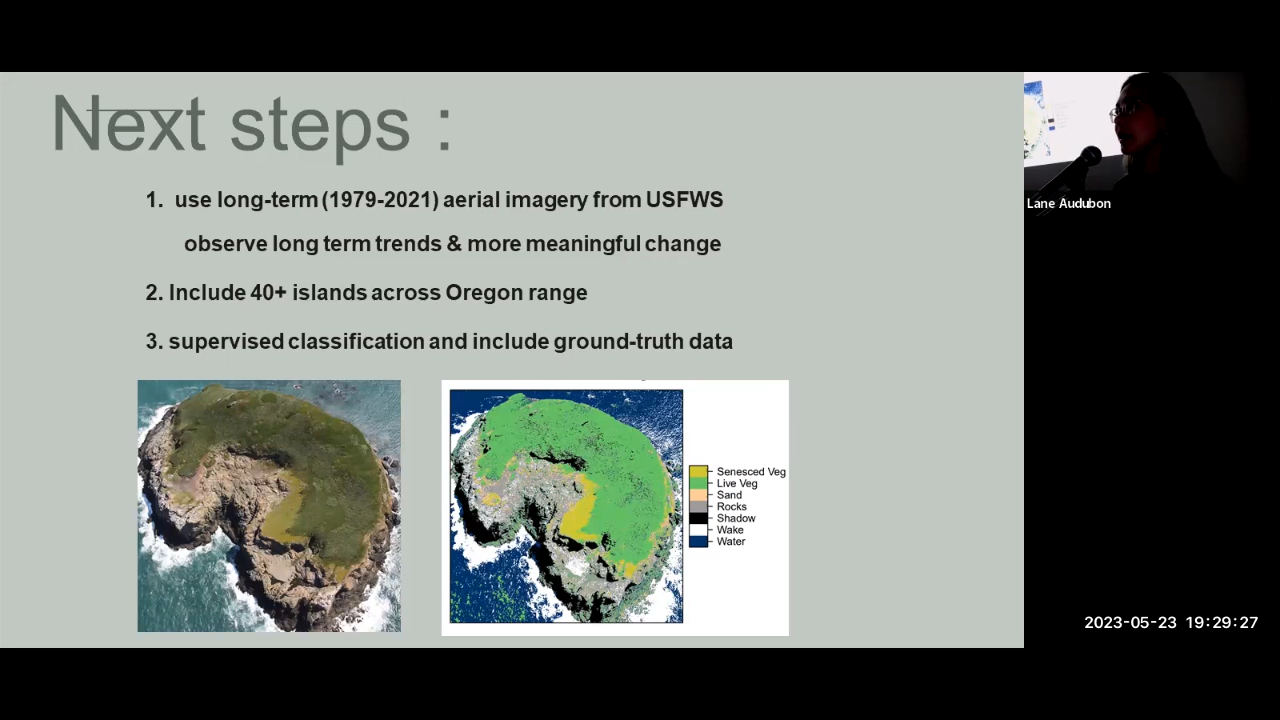 Next steps :
1. use long-term (1979-2021) aerial imagery from USFWS
observe long term trends & more meaningful change
2. Include 40+ islands across Oregon range
3. supervised classification and include ground-truth data
Senesced Veg
Live Veg
Sand
Rocks
Shadow
Wake
Water
Lane Audubon
2023-05-23 19:29:27